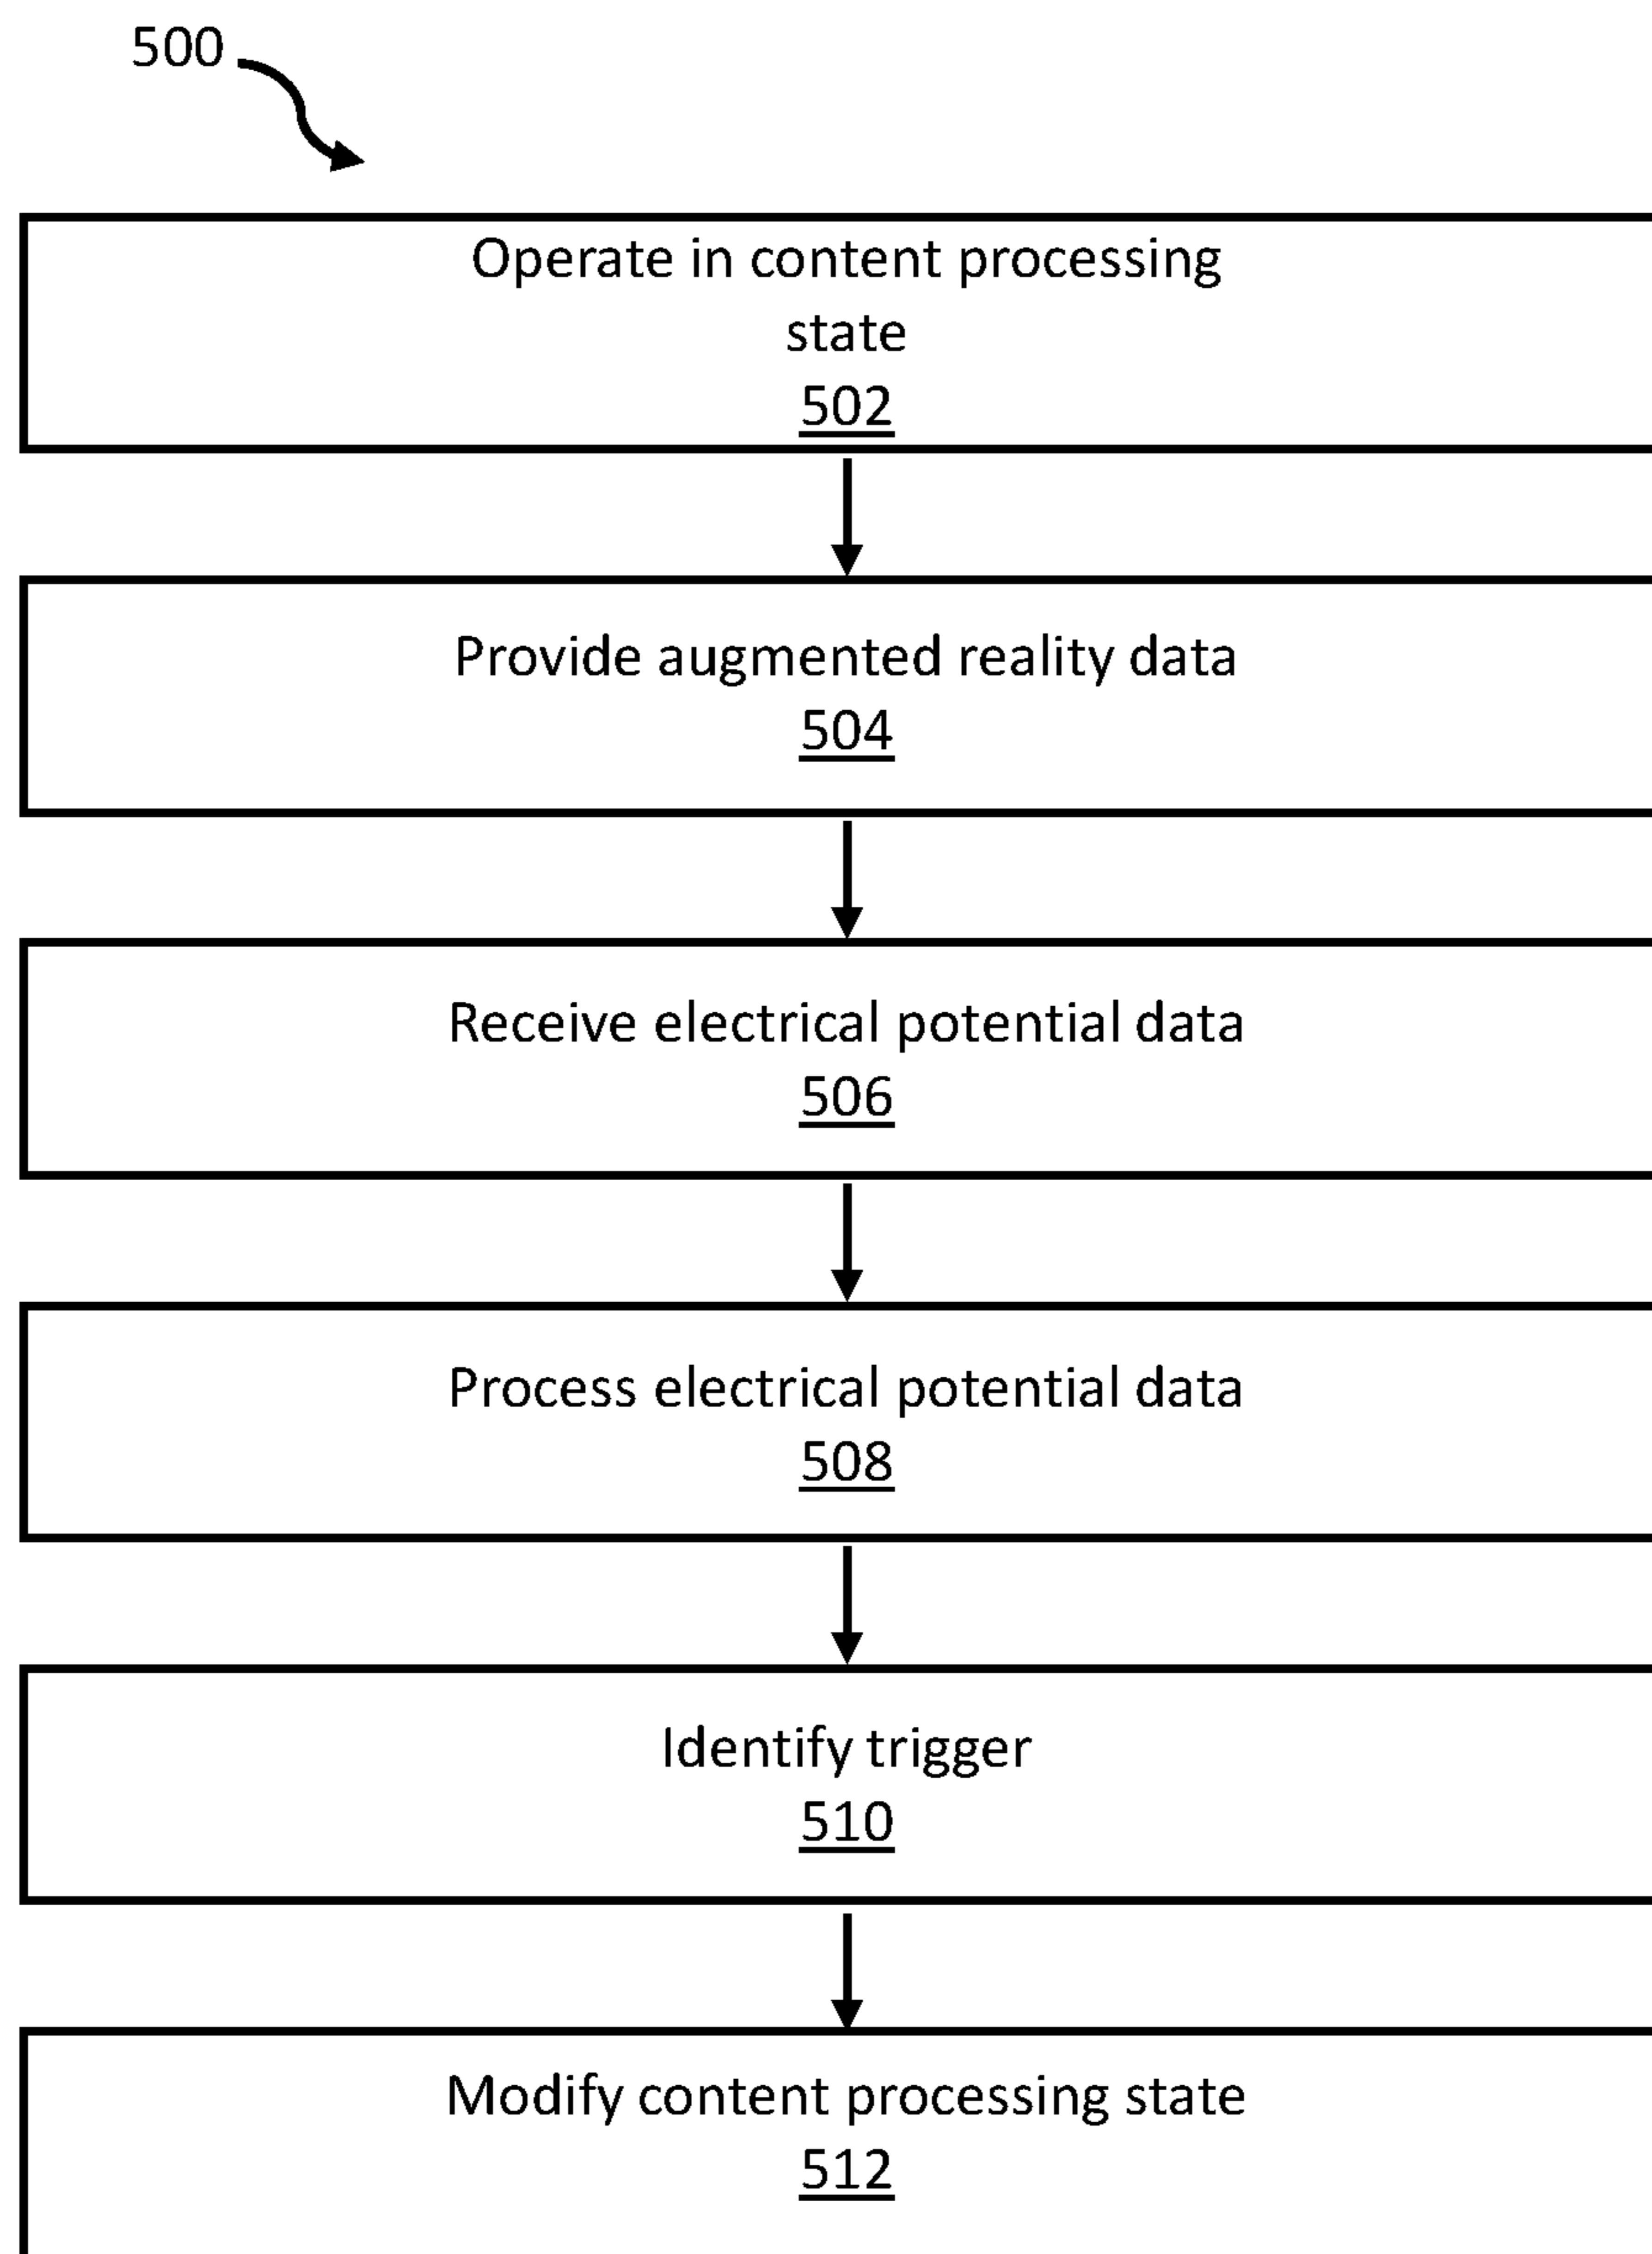 500
Operate in content processing
state
502
Provide augmented reality data
504
Receive electrical potential data
506
Process electrical potential data
508
Identify trigger
510
Modify content processing state
512